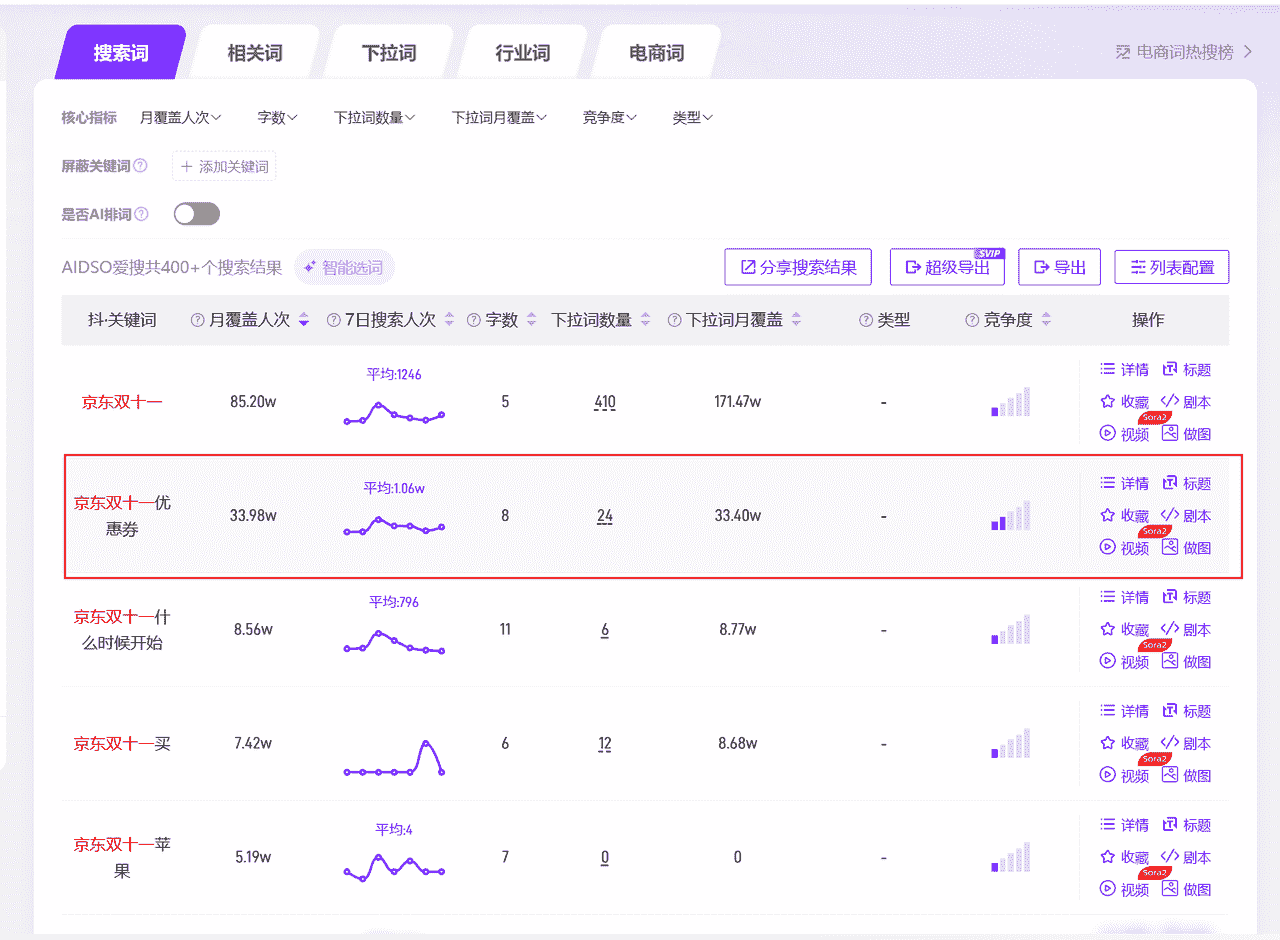 搜索词 相关词 下拉词 行业词 电商词 电商词热搜榜
核心指标 月覆盖人次 字数 下拉词数量 下拉词月覆盖 竞争度 类型
屏蔽关键词 + 添加关键词
是否AI排词
AIDSO爱搜共400+个搜索结果 智能选词 分享搜索结果 超级导出 SVIP 导出 列表配置
抖·关键词 月覆盖人次 7日搜索人次 字数 下拉词数量 下拉词月覆盖 类型 竞争度 操作
平均:1246
详情 标题
京东双十一 85.20w 5 410 171.47w - 收藏 剧本
Sora2
视频 做图
平均:1.06w
详情 标题
京东双十一优
惠券
33.98w 8 24 33.40w - 收藏 剧本
Sora2
视频 做图
平均:796
详情 标题
京东双十一什
么时候开始
8.56w 11 6 8.77w - 收藏 剧本
Sora2
视频 做图
详情 标题
京东双十一买 7.42w 6 12 8.68w - 收藏 剧本
Sora2
视频 做图
平均:4
详情 标题
京东双十一苹
果
5.19w 7 0 0 - 收藏 剧本
Sora2
视频 做图